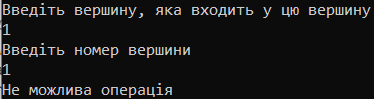 Введіть вершину, яка входить у цю вершину
1
Введіть номер вершини
1
Не можлива операція